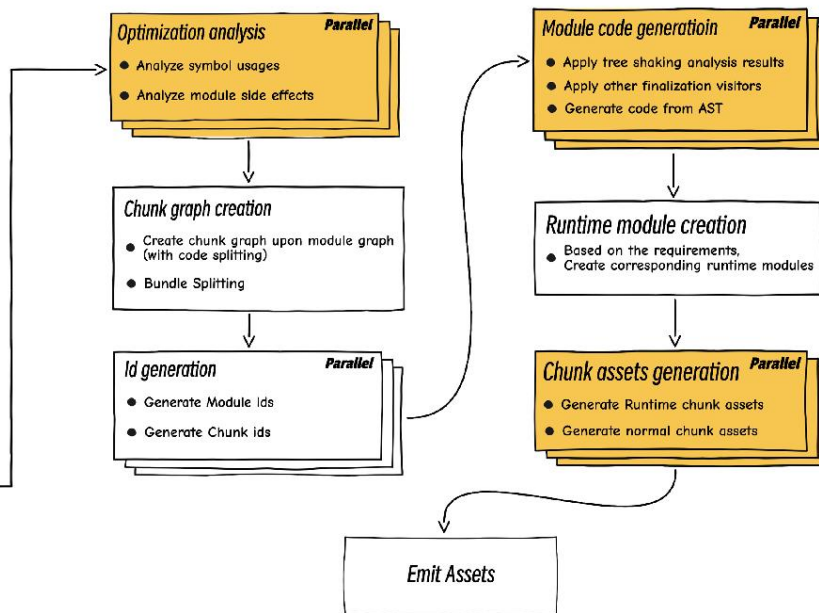 Optimization analysis
Parallel
● Analyze symbol usages
● Analyze module side effects
Chunk graph creation
● Create chunk graph upon module graph
(with code splitting)
● Bundle Splitting
Id generation
Parallel
● Generate Module Ids
● Generate Chunk ids
Module code generatioin
Parallel
● Apply tree shaking analysis results
● Apply other finalization visitors
● Generate code from AST
Runtime module creation
● Based on the requirements,
Create corresponding runtime modules
Chunk assets generation
Parallel
● Generate Runtime chunk assets
● Generate normal chunk assets
Emit Assets